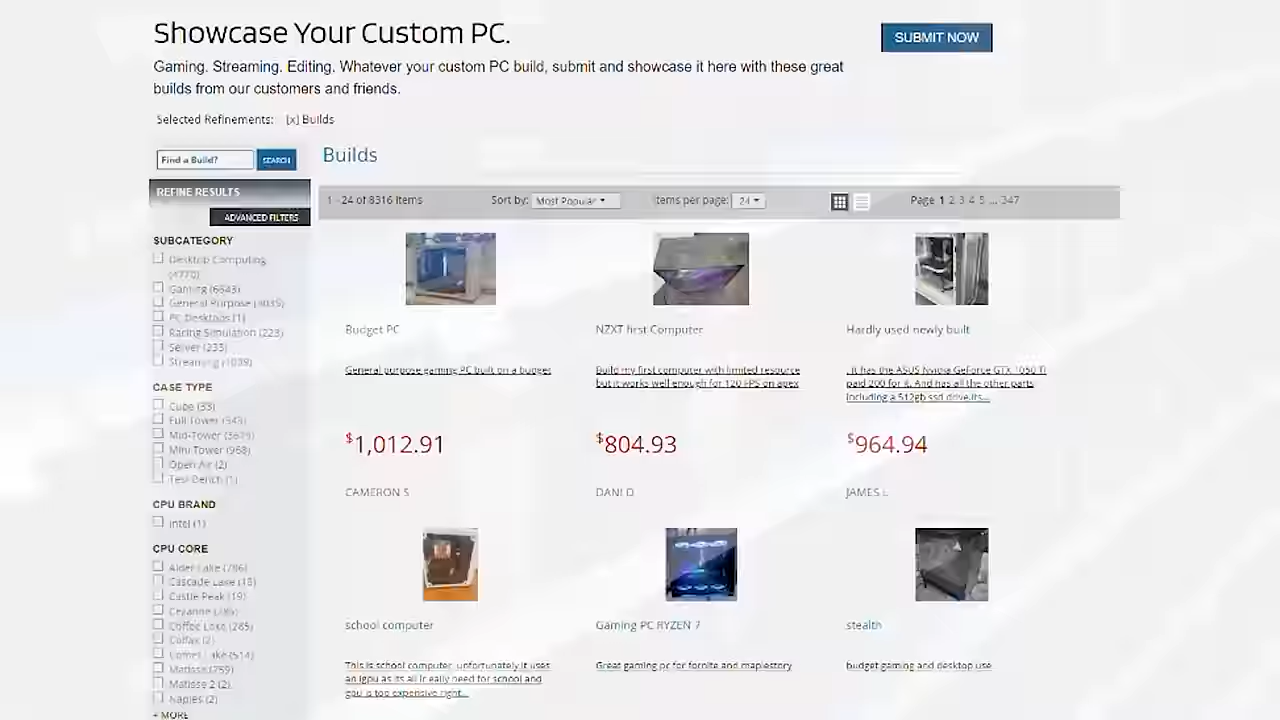 Showcase Your Custom PC.
SUBMIT NOW
Gaming. Streaming. Editing. Whatever your custom PC build, submit and showcase it here with these great
builds from our customers and friends.
Selected Refinements: [x] Builds
Find a Build?
SEARCH
Builds
REFINE RESULTS
ADVANCED FILTERS
1 - 24 of 8316 items
Sort by: Most Popular
Items per page: 24
Page 1 2 3 4 5 ... 347
SUBCATEGORY
Desktop Computing
(4770)
Gaming (6643)
General Purpose
PC Desktops (1)
Racing Simulation (223)
Server (235)
Streaming
CASE TYPE
Cube (33)
Full Tower (943)
Mid-Tower
Mini Tower (968)
Open Air (2)
Test Bench (1)
CPU BRAND
Intel (1)
CPU CORE
Alder Lake (786)
Cascade Lake (18)
Castle Peak (19)
Cezanne
Coffee Lake (285)
Colfax (2)
Comet Lake (514)
Matisse
Matisse 2 (2)
Naples (2)
+ MORE
Budget PC
General purpose gaming PC built on a budget
$1,012.91
CAMERON S
NZXT first Computer
Build my first computer with limited resource
but it works well enough for 120 FPS on apex
$804.93
DANI D
Hardly used newly built
. It has the ASUS Nvidia GeForce GTX 1050 Ti
paid 200 for it. And has all the other parts
including a 512gb ssd drive.its...
$964.94
JAMES L
school computer
This is school computer, unfortunately it uses
an igpu as its all Ir eally need for school and
gpu is too expensive right...
Gaming PC RYZEN 7
Great gaming pc for fornite and maplestory
stealth
budget gaming and desktop use